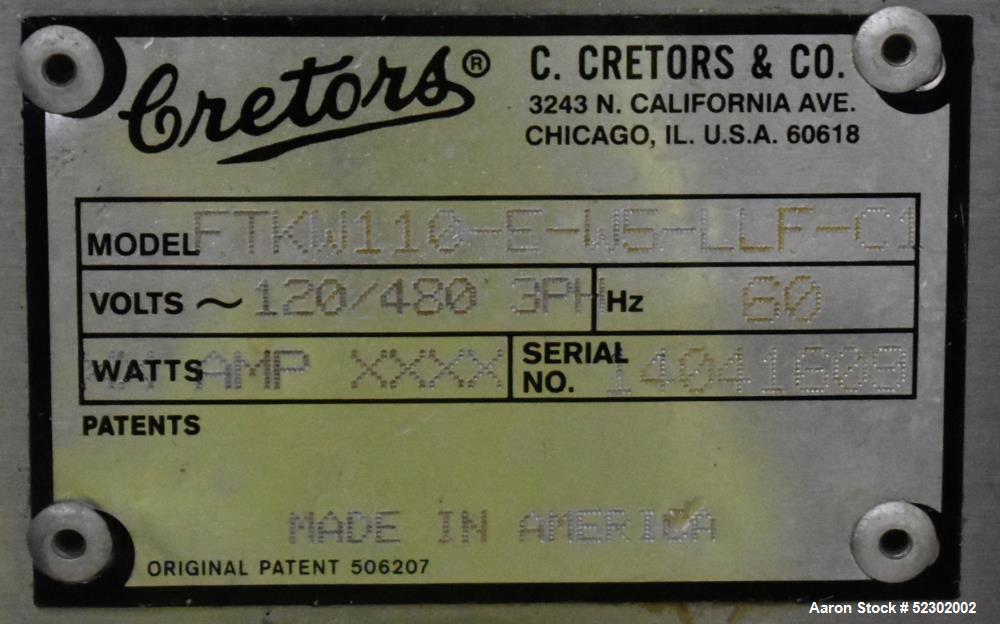 Cretors® C. CRETORS & CO.
3243 N. CALIFORNIA AVE.
CHICAGO, IL. U.S.A. 60618
MODEL FTKW110-E-W5-LLF-C1
VOLTS ~ 120/480 3PH Hz 60
WATTS AMP XXXX SERIAL NO.
PATENTS
MADE IN AMERICA
ORIGINAL PATENT 506207
Aaron Stock # 52302002